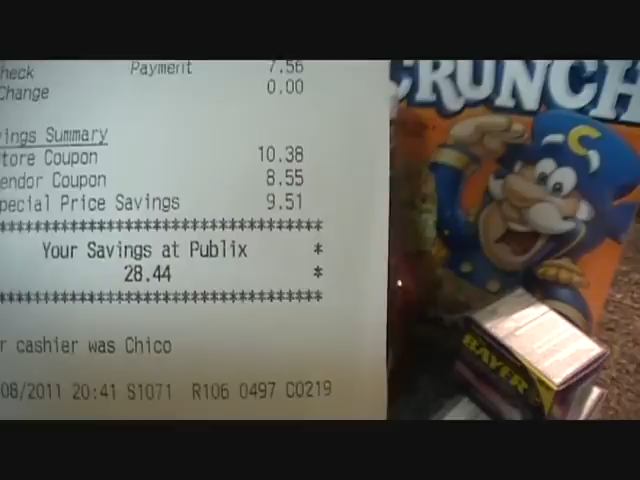 heck Payment 7.56
Change 0.00
vings Summary
tore Coupon 10.38
endor Coupon 8.55
pecial Price Savings 9.51
****************************************
Your Savings at Publix *
28.44 *
****************************************
r cashier was Chico
08/2011 20:41 S1071 R106 0497 C0219
CRUNCH
BAYER